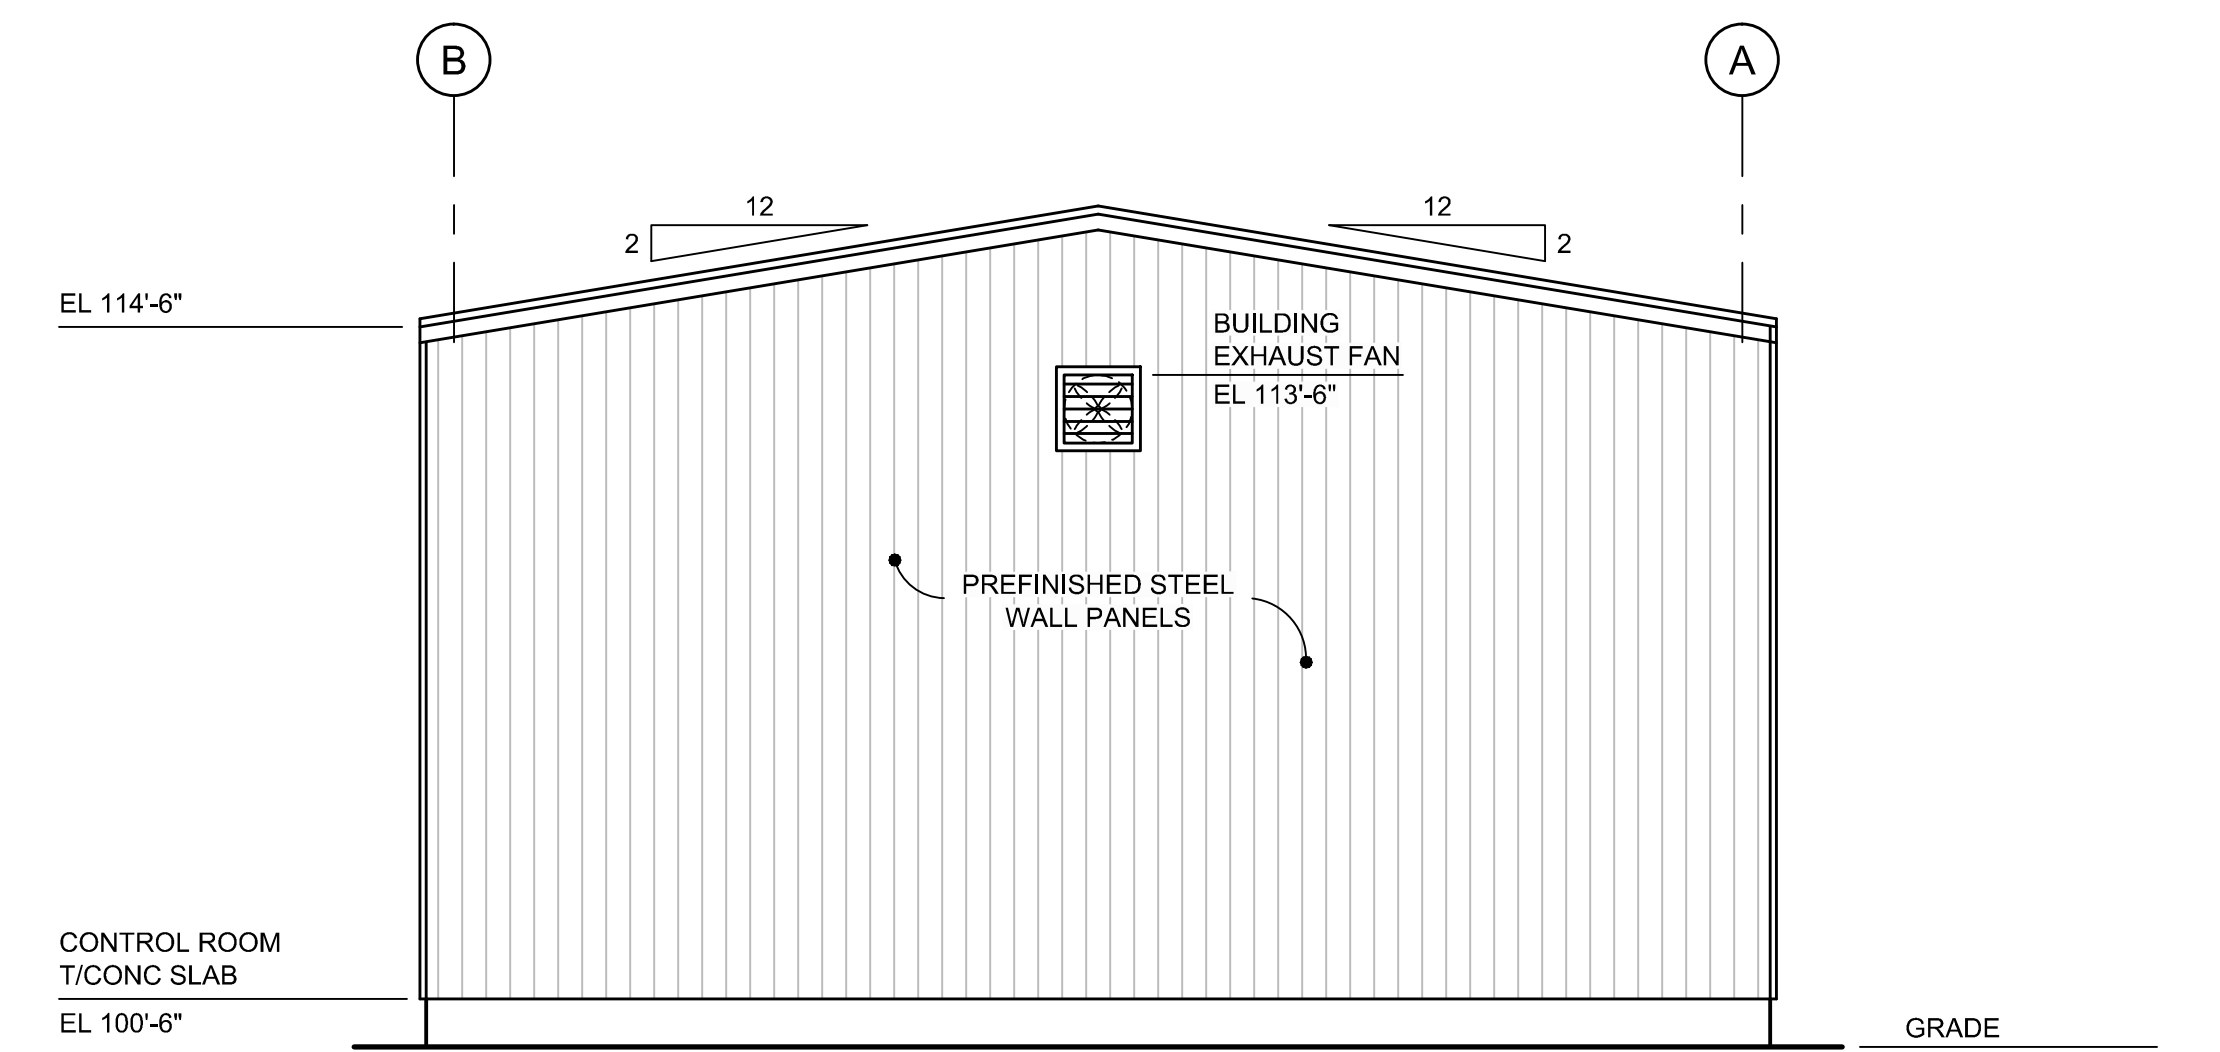 B
A
12
12
2
2
EL 114'-6"
BUILDING
EXHAUST FAN
EL 113'-6"
PREFINISHED STEEL
WALL PANELS
CONTROL ROOM
T/CONC SLAB
EL 100'-6"
GRADE